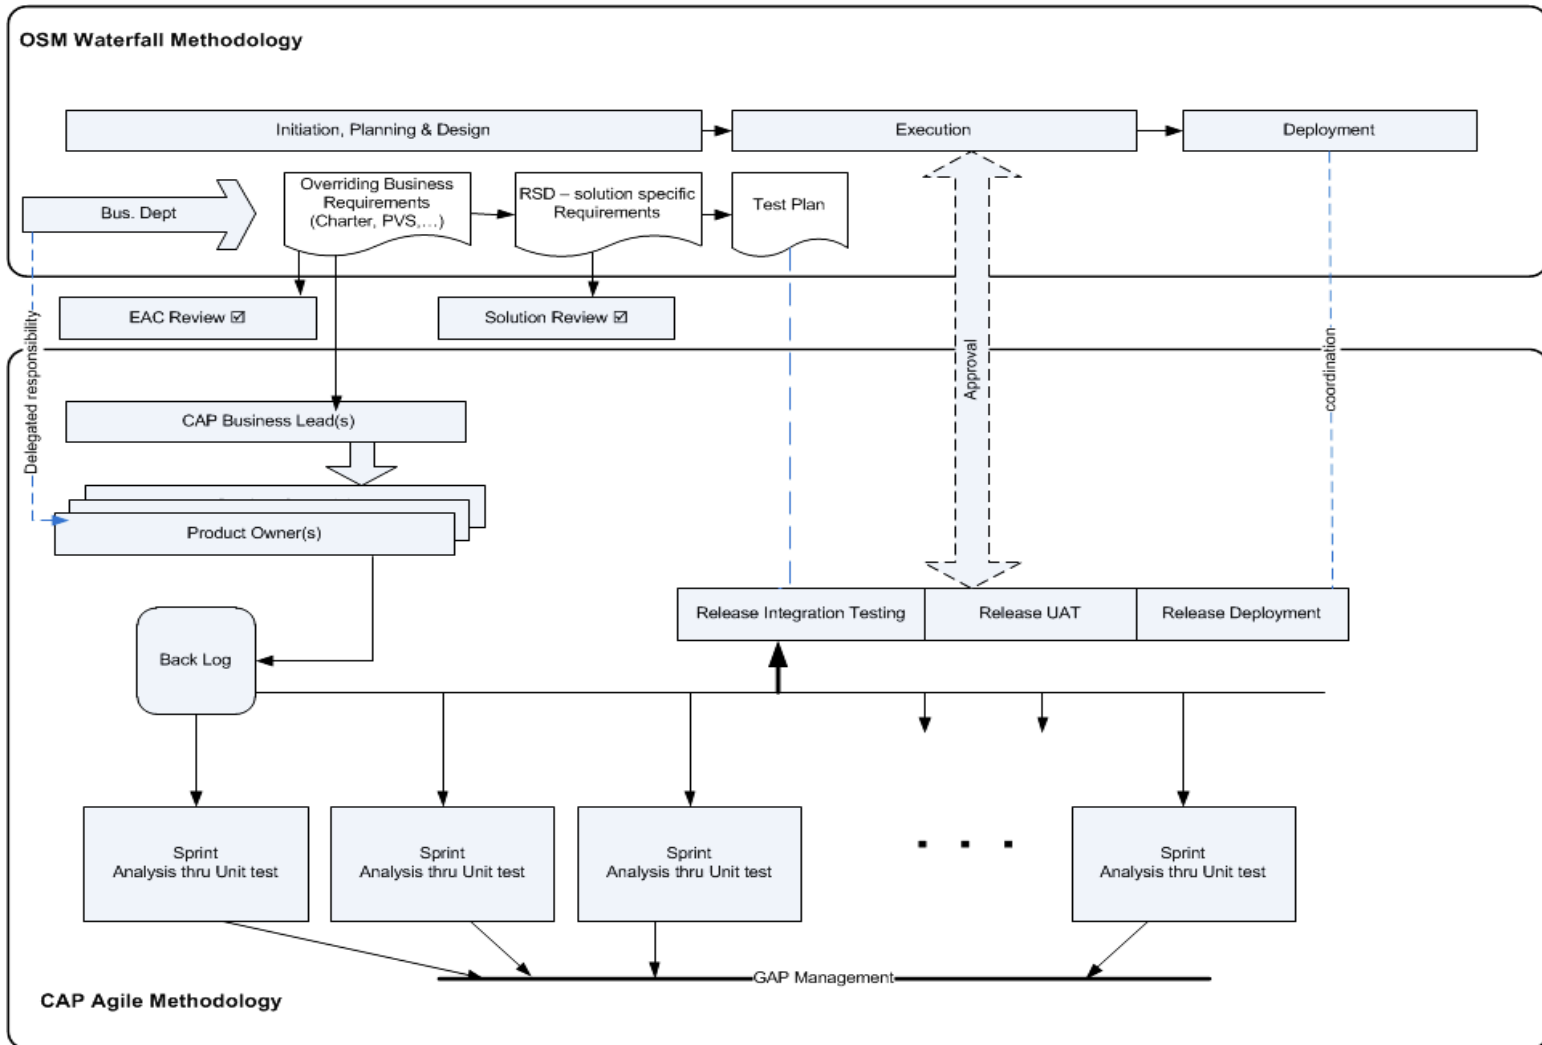 OSM Waterfall Methodology
Initiation, Planning & Design
Execution
Deployment
Bus. Dept
Overriding Business
Requirements
(Charter, PVS,...)
RSD – solution specific
Requirements
Test Plan
EAC Review ☑
Solution Review ☑
Delegated responsibility
Approval
coordination
CAP Business Lead(s)
Product Owner(s)
Release Integration Testing
Release UAT
Release Deployment
Back Log
Sprint
Analysis thru Unit test
Sprint
Analysis thru Unit test
Sprint
Analysis thru Unit test
Sprint
Analysis thru Unit test
GAP Management
CAP Agile Methodology